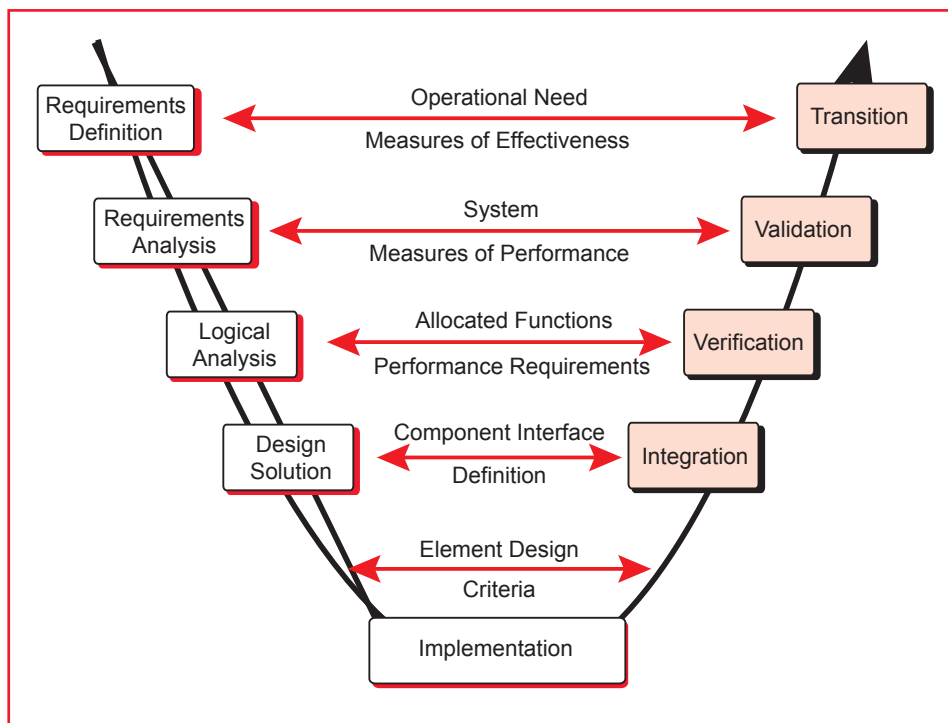 Requirements
Definition
Operational Need
Measures of Effectiveness
Transition
Requirements
Analysis
System
Measures of Performance
Validation
Logical
Analysis
Allocated Functions
Performance Requirements
Verification
Design
Solution
Component Interface
Definition
Integration
Element Design
Criteria
Implementation